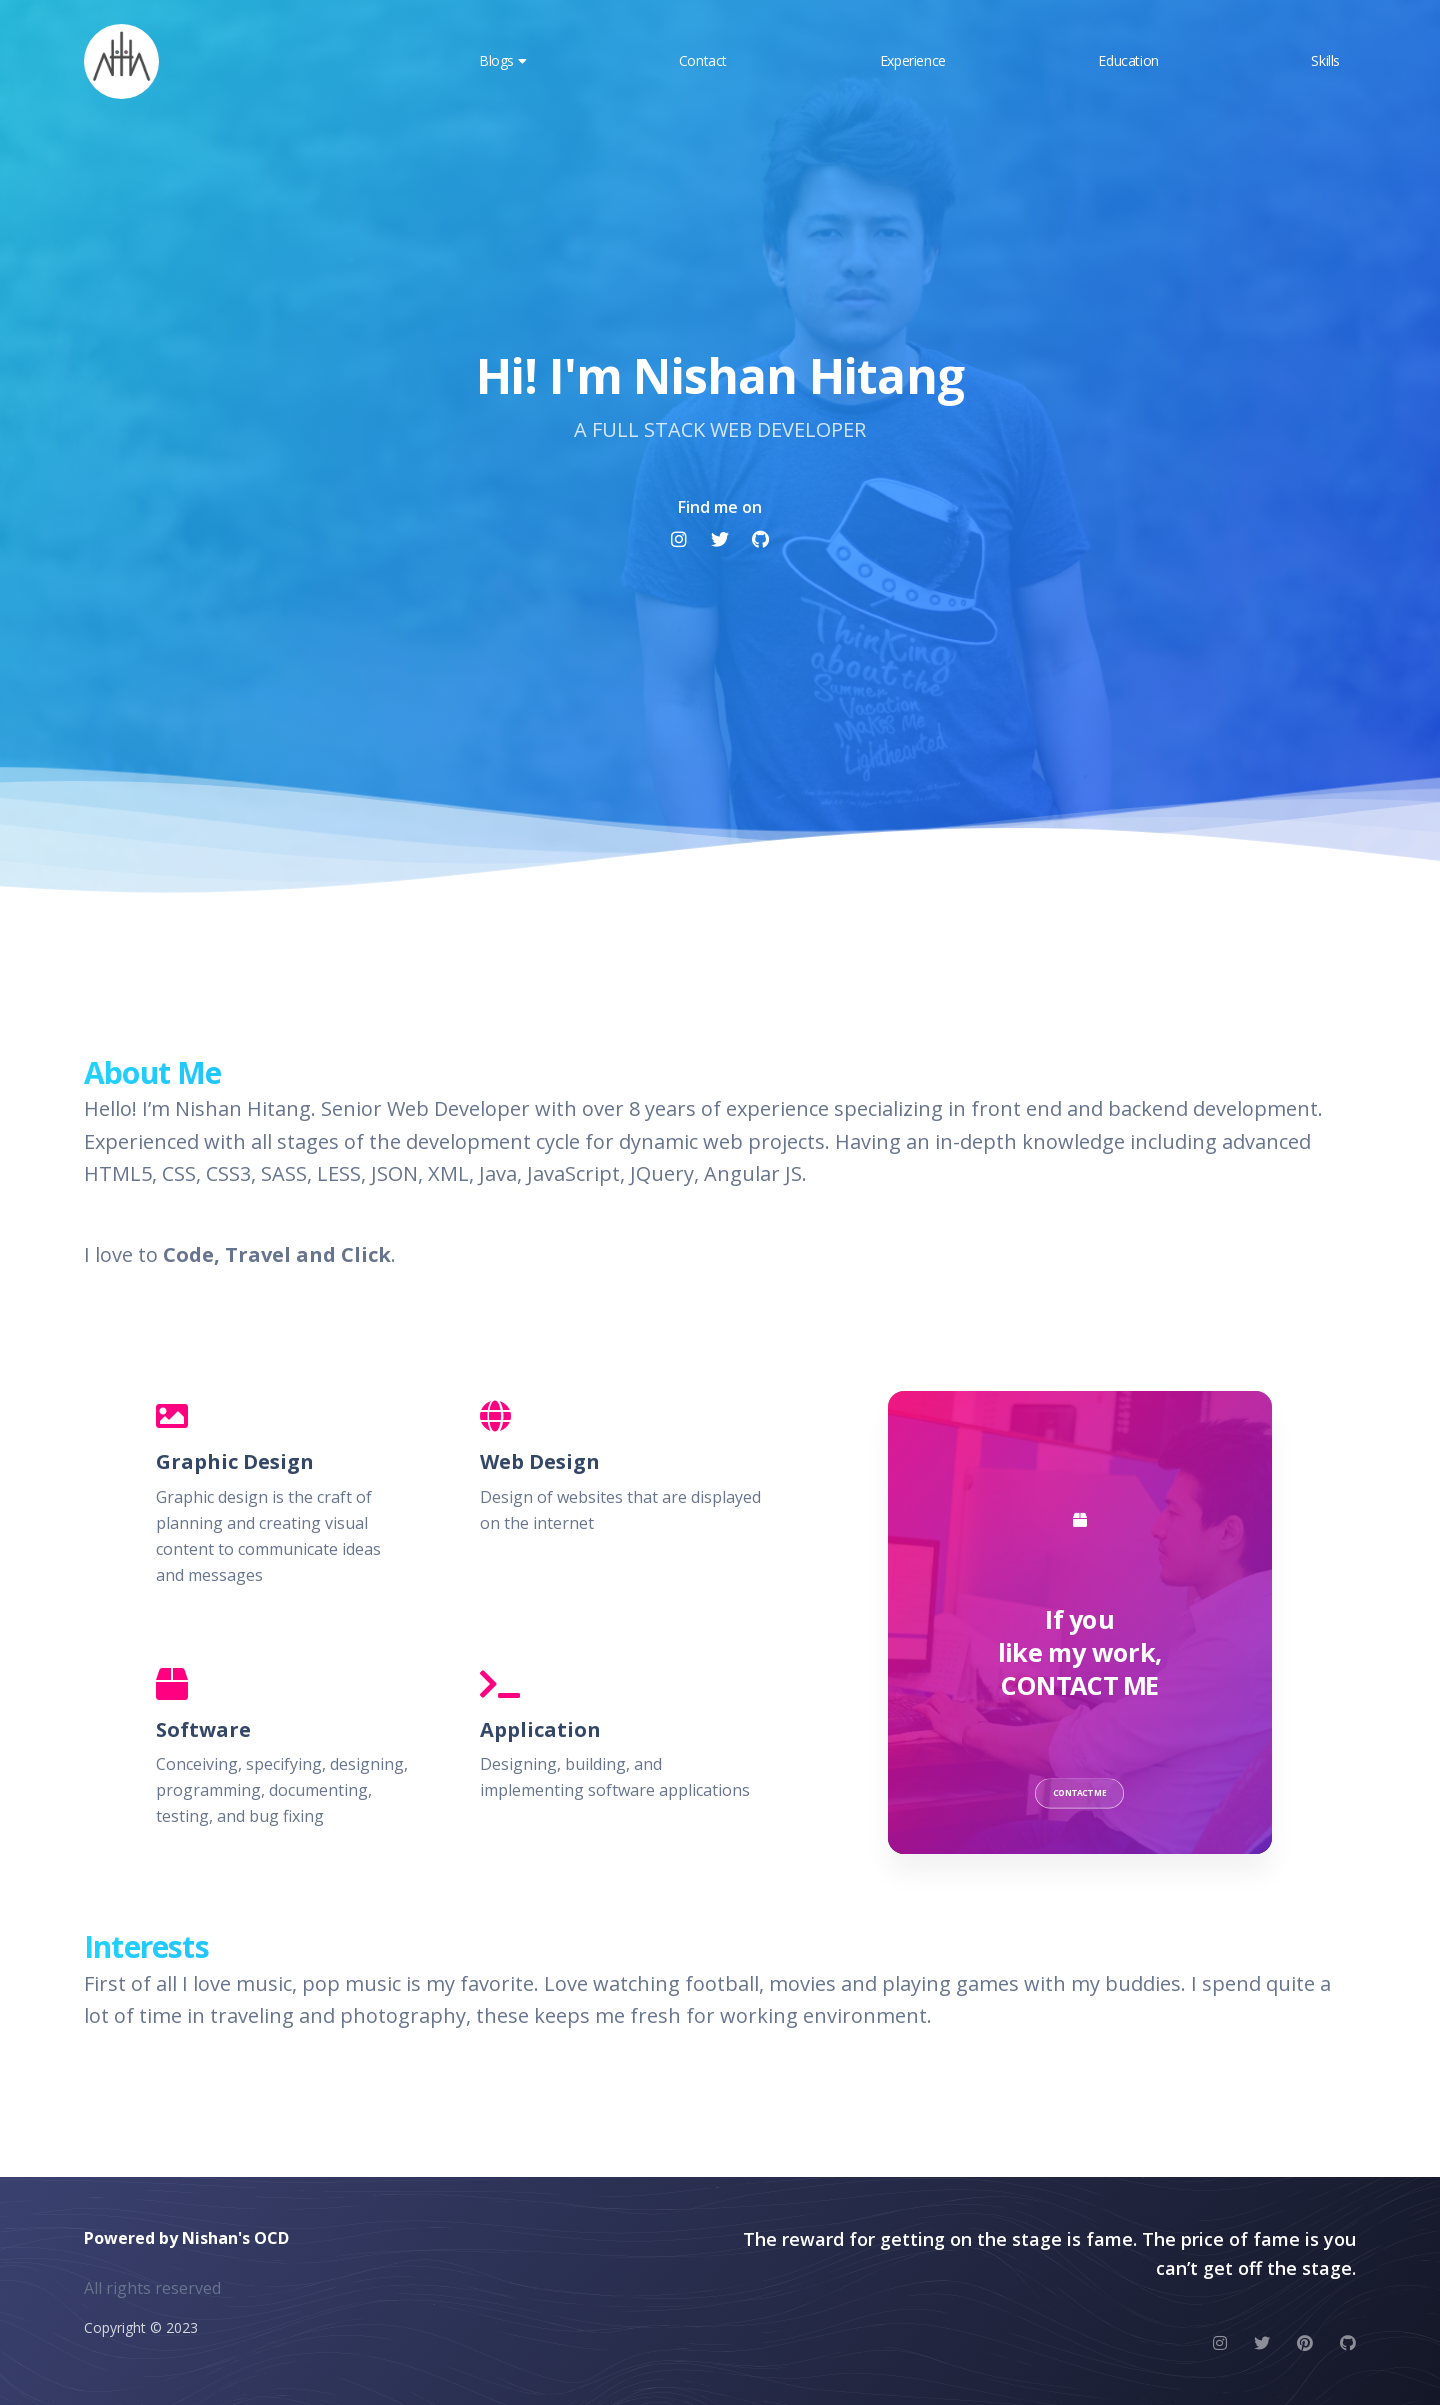 Blogs
Contact
Experience
Education
Skills
Hi! I'm Nishan Hitang
A FULL STACK WEB DEVELOPER
Find me on
Thinking
about the
Summer
Vacation
Makes Me
Lighthearted
About Me
Hello! I’m Nishan Hitang. Senior Web Developer with over 8 years of experience specializing in front end and backend development.
Experienced with all stages of the development cycle for dynamic web projects. Having an in-depth knowledge including advanced
HTML5, CSS, CSS3, SASS, LESS, JSON, XML, Java, JavaScript, JQuery, Angular JS.
I love to Code, Travel and Click.
Graphic Design
Graphic design is the craft of
planning and creating visual
content to communicate ideas
and messages
Web Design
Design of websites that are displayed
on the internet
Software
Conceiving, specifying, designing,
programming, documenting,
testing, and bug fixing
Application
Designing, building, and
implementing software applications
If you
like my work,
CONTACT ME
CONTACT ME
Interests
First of all I love music, pop music is my favorite. Love watching football, movies and playing games with my buddies. I spend quite a
lot of time in traveling and photography, these keeps me fresh for working environment.
Powered by Nishan's OCD
All rights reserved
Copyright © 2023
The reward for getting on the stage is fame. The price of fame is you
can’t get off the stage.